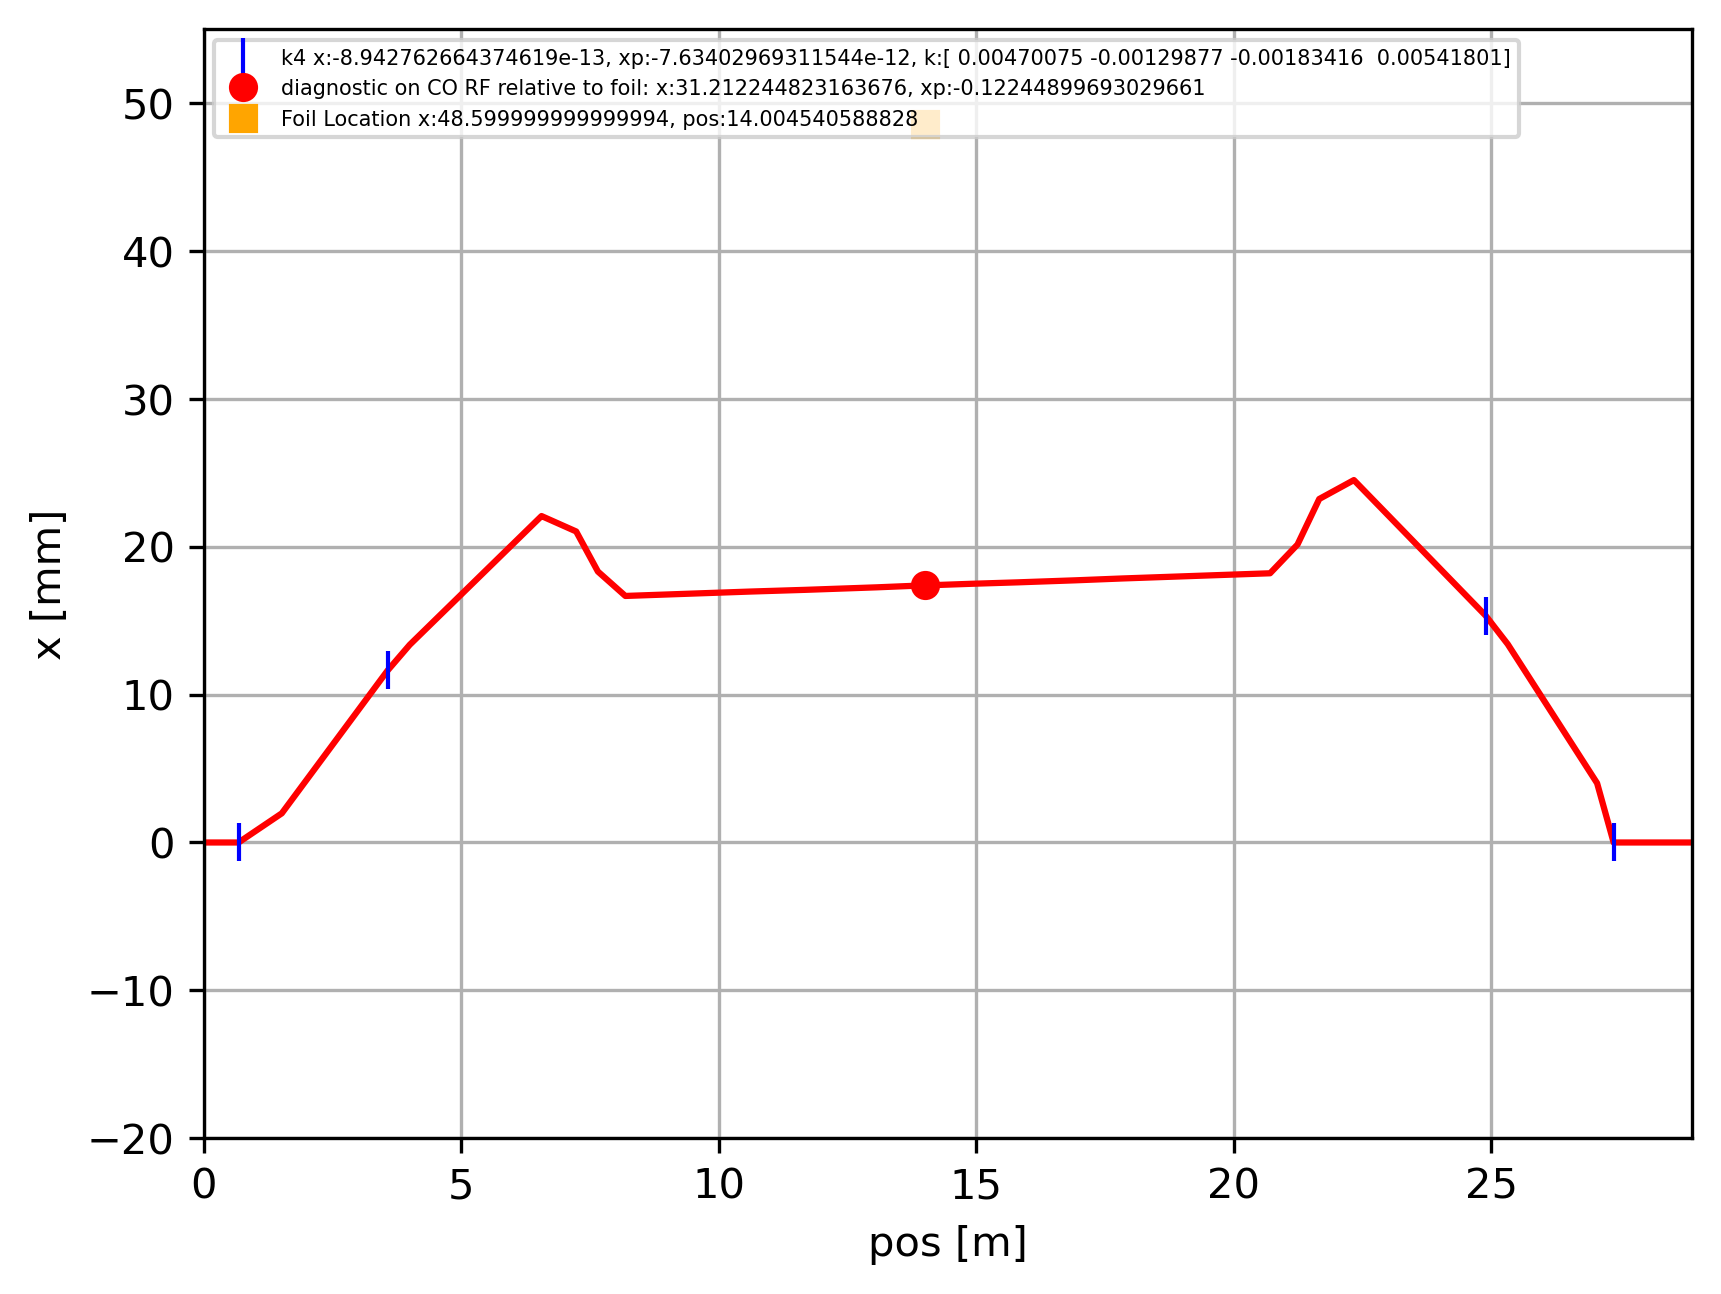 k4 x:-8.942762664374619e-13, xp:-7.63402969311544e-12, k:[ 0.00470075 -0.00129877 -0.00183416  0.00541801]
diagnostic on CO RF relative to foil: x:31.212244823163676, xp:-0.12244899693029661
Foil Location x:48.599999999999994, pos:14.004540588828
50
40
30
20
10
0
−10
−20
x [mm]
0 5 10 15 20 25
pos [m]